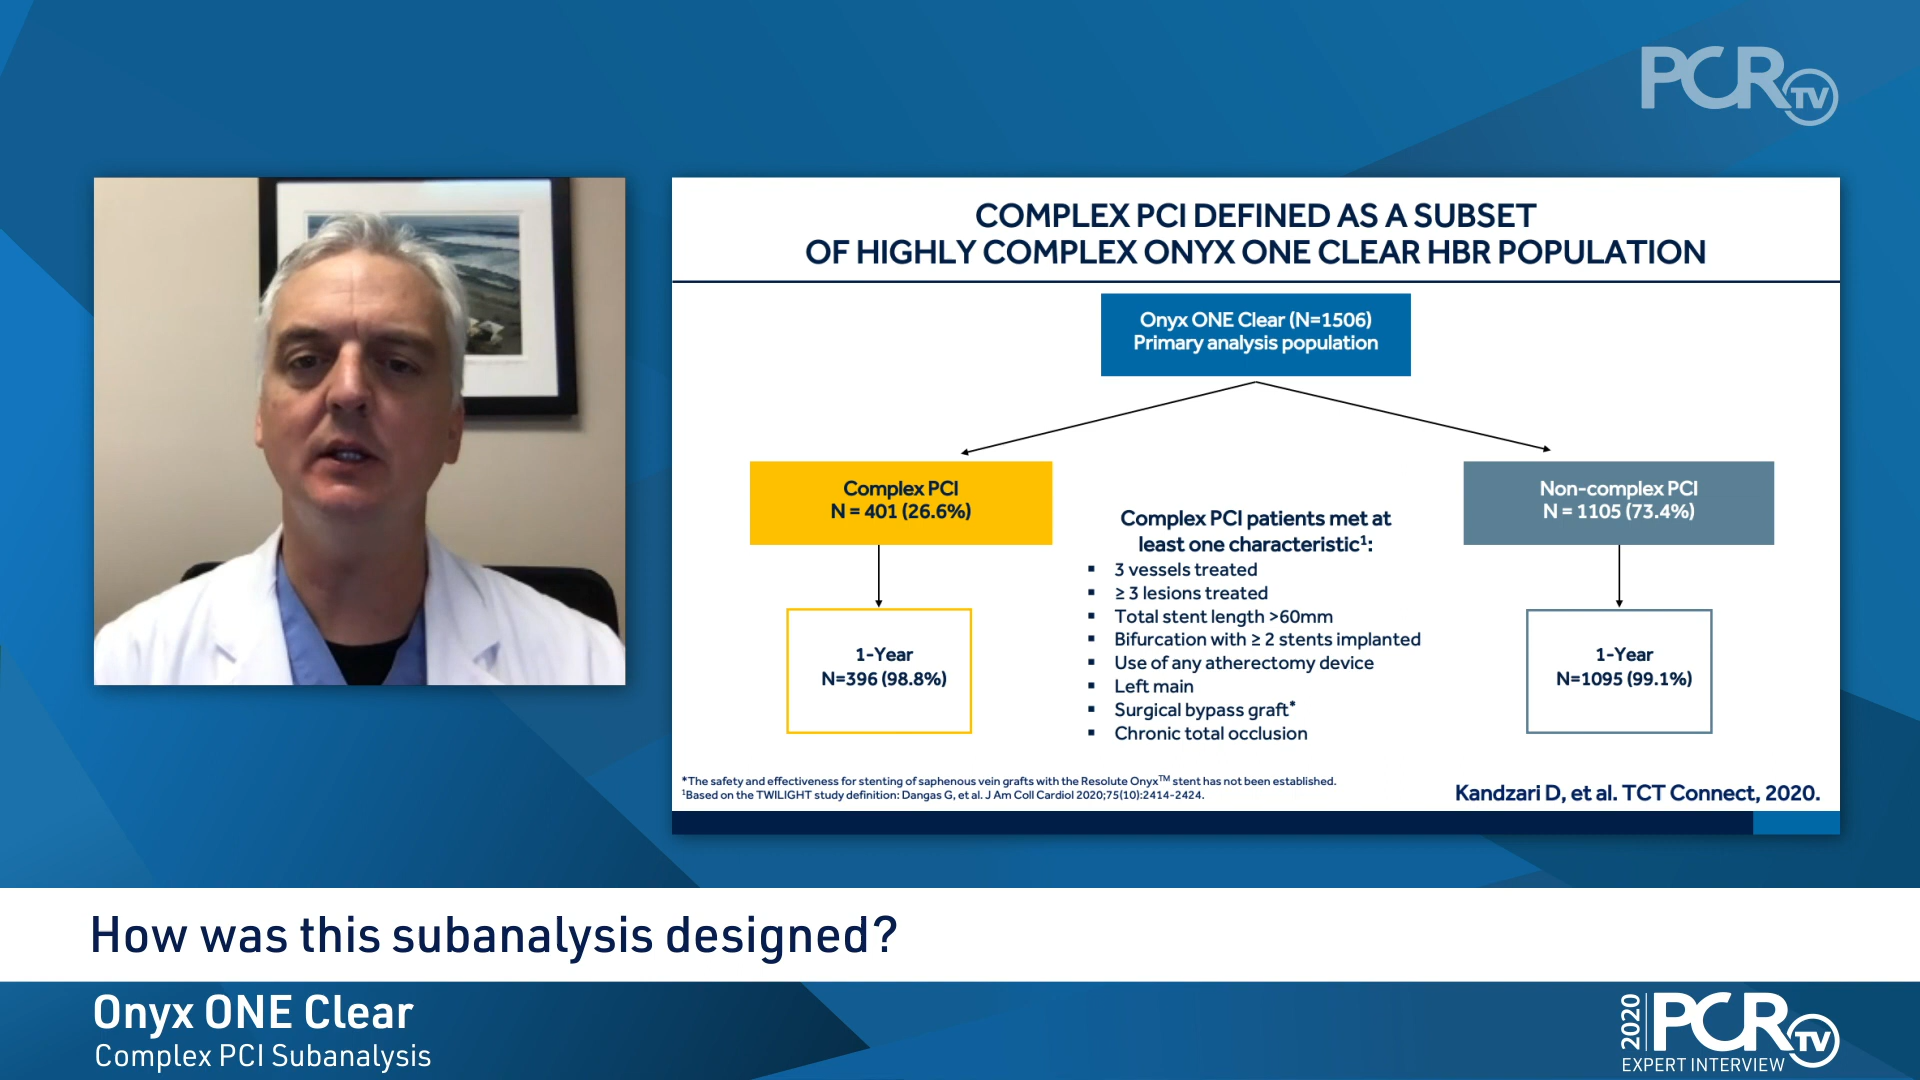 PCR TV
COMPLEX PCI DEFINED AS A SUBSET
OF HIGHLY COMPLEX ONYX ONE CLEAR HBR POPULATION
Onyx ONE Clear (N=1506)
Primary analysis population
Complex PCI
N = 401 (26.6%)
Non-complex PCI
N = 1105 (73.4%)
Complex PCI patients met at
least one characteristic¹:
▪ 3 vessels treated
▪ ≥ 3 lesions treated
▪ Total stent length >60mm
▪ Bifurcation with ≥ 2 stents implanted
▪ Use of any atherectomy device
▪ Left main
▪ Surgical bypass graft*
▪ Chronic total occlusion
1-Year
N=396 (98.8%)
1-Year
N=1095 (99.1%)
*The safety and effectiveness for stenting of saphenous vein grafts with the Resolute Onyx™ stent has not been established.
¹Based on the TWILIGHT study definition: Dangas G, et al. J Am Coll Cardiol 2020;75(10):2414-2424.
Kandzari D, et al. TCT Connect, 2020.
How was this subanalysis designed?
Onyx ONE Clear
Complex PCI Subanalysis
2020 PCR TV
EXPERT INTERVIEW